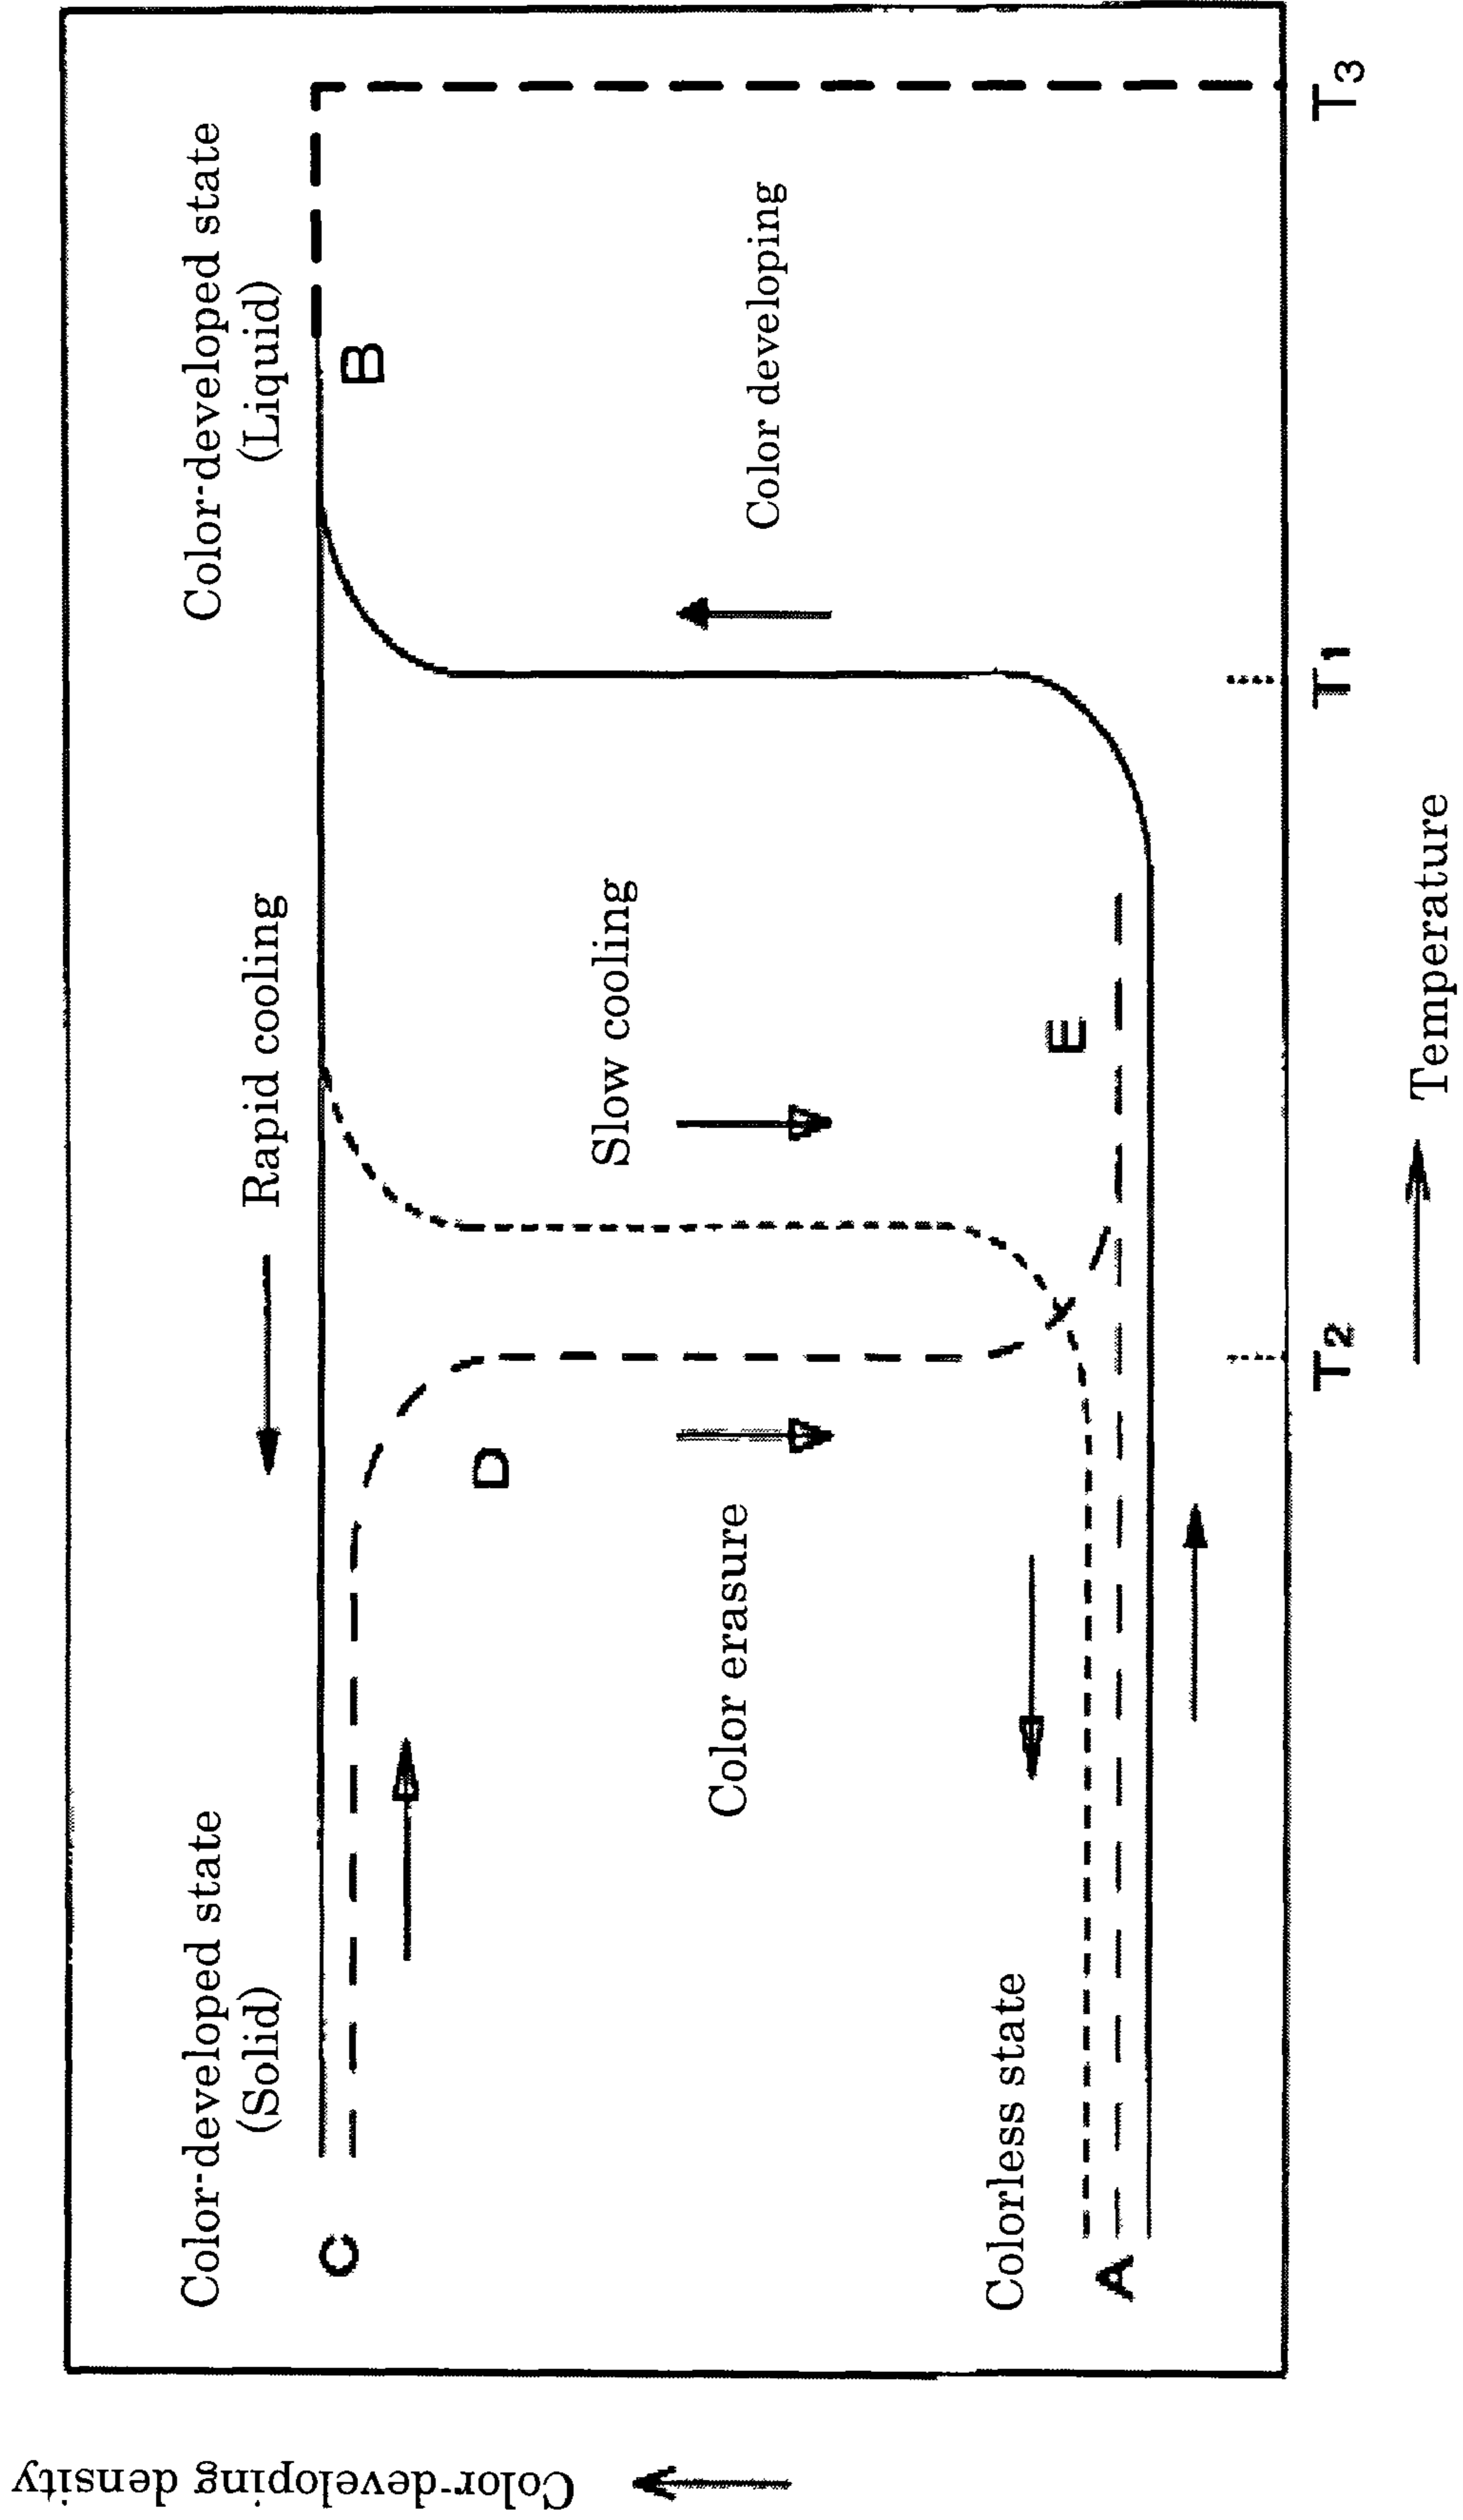 Color-developed state
(Solid)
Color-developed state
(Liquid)
Rapid cooling
C
B
D
Slow cooling
Color erasure
Color developing
E
Colorless state
A
T2
T1
T3
Temperature
Color-developing density